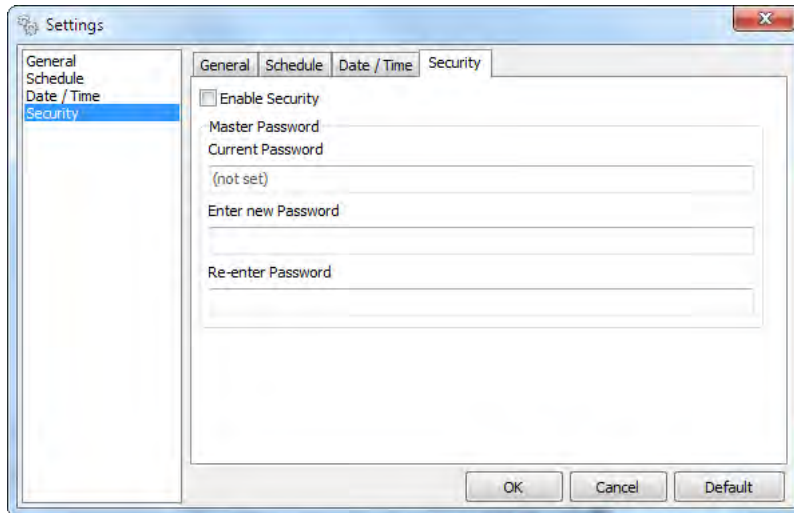 Settings
General
Schedule
Date / Time
Security
General Schedule Date / Time Security
Enable Security
Master Password
Current Password
(not set)
Enter new Password
Re-enter Password
OK Cancel Default